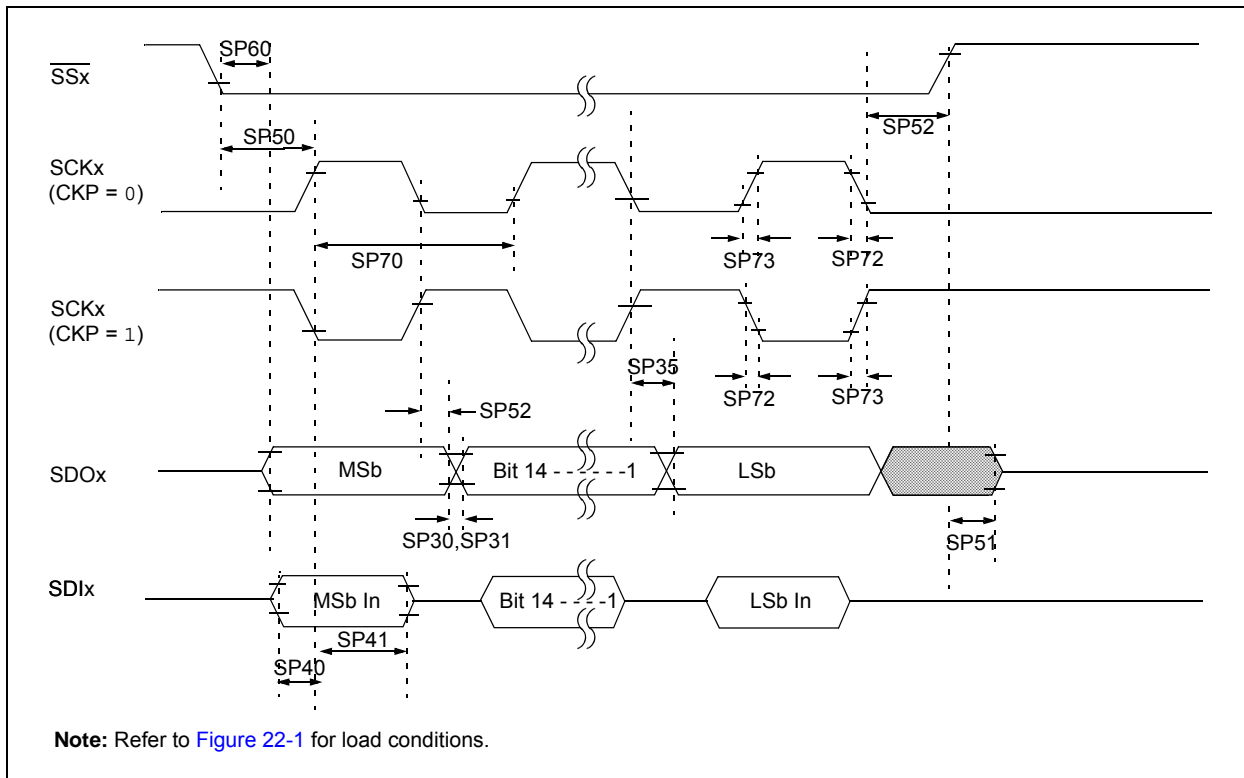 SP60
SSx
SP50
SP52
SCKx
(CKP = 0)
SP70
SP73
SP72
SCKx
(CKP = 1)
SP35
SP72
SP73
SP52
SDOx
MSb
Bit 14 - - - - - -1
LSb
SP30,SP31
SP51
SDIx
MSb In
Bit 14 - - - -1
LSb In
SP41
SP40
Note: Refer to Figure 22-1 for load conditions.